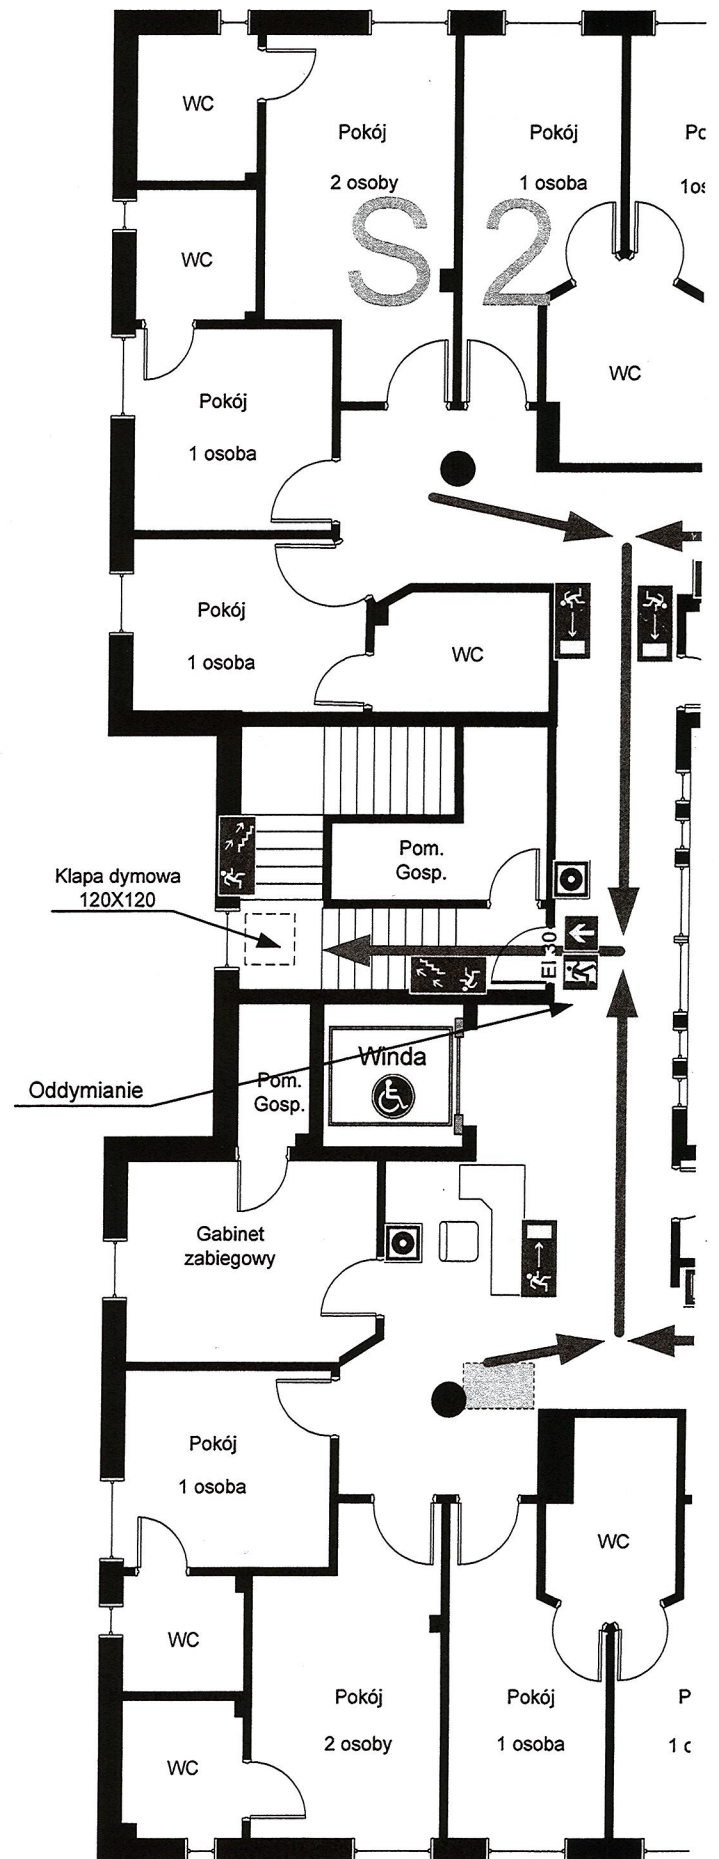 WC
Pokój
2 osoby
Pokój
1 osoba
S 2
WC
WC
Pokój
1 osoba
Pokój
1 osoba
WC
Pom.
Gosp.
Klapa dymowa
120X120
EI 30
Winda
Oddymianie
Pom.
Gosp.
Gabinet
zabiegowy
Pokój
1 osoba
WC
WC
Pokój
2 osoby
Pokój
1 osoba
WC